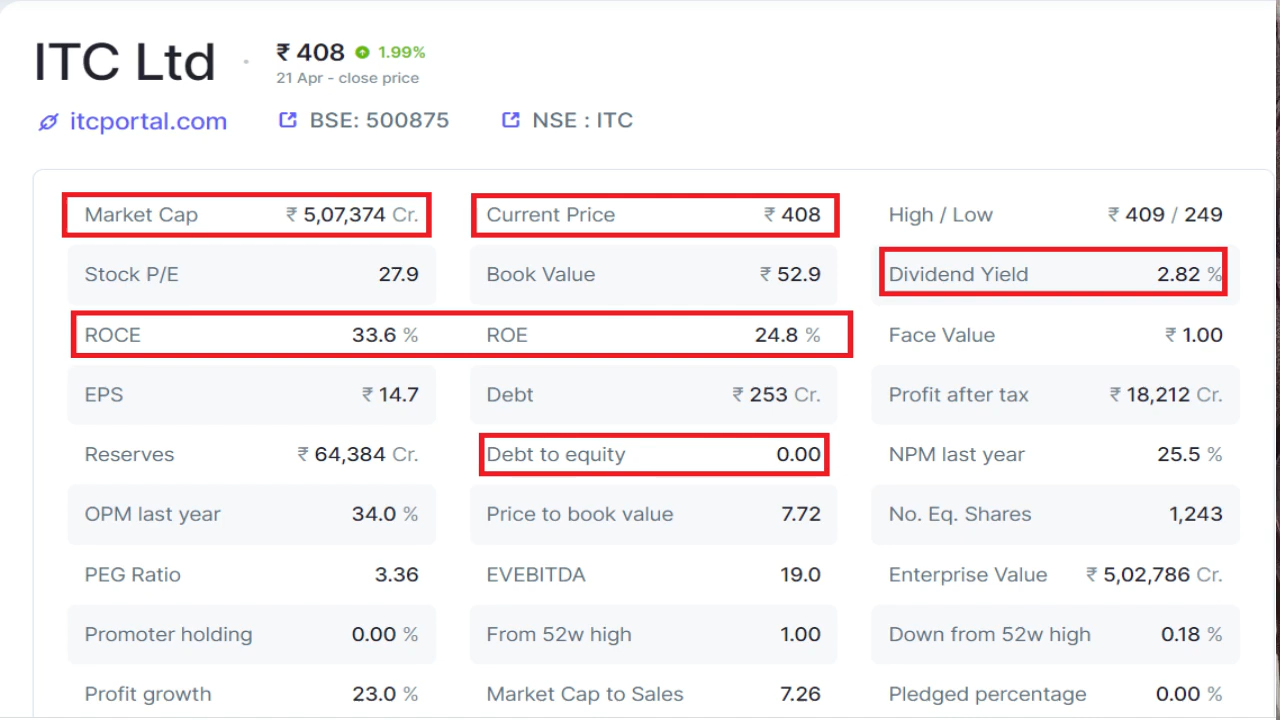 ITC Ltd · ₹ 408 1.99%
21 Apr - close price
itcportal.com BSE: 500875 NSE : ITC
Market Cap ₹ 5,07,374 Cr. Current Price ₹ 408 High / Low ₹ 409 / 249
Stock P/E 27.9 Book Value ₹ 52.9 Dividend Yield 2.82 %
ROCE 33.6 % ROE 24.8 % Face Value ₹ 1.00
EPS ₹ 14.7 Debt ₹ 253 Cr. Profit after tax ₹ 18,212 Cr.
Reserves ₹ 64,384 Cr. Debt to equity 0.00 NPM last year 25.5 %
OPM last year 34.0 % Price to book value 7.72 No. Eq. Shares 1,243
PEG Ratio 3.36 EVEBITDA 19.0 Enterprise Value ₹ 5,02,786 Cr.
Promoter holding 0.00 % From 52w high 1.00 Down from 52w high 0.18 %
Profit growth 23.0 % Market Cap to Sales 7.26 Pledged percentage 0.00 %